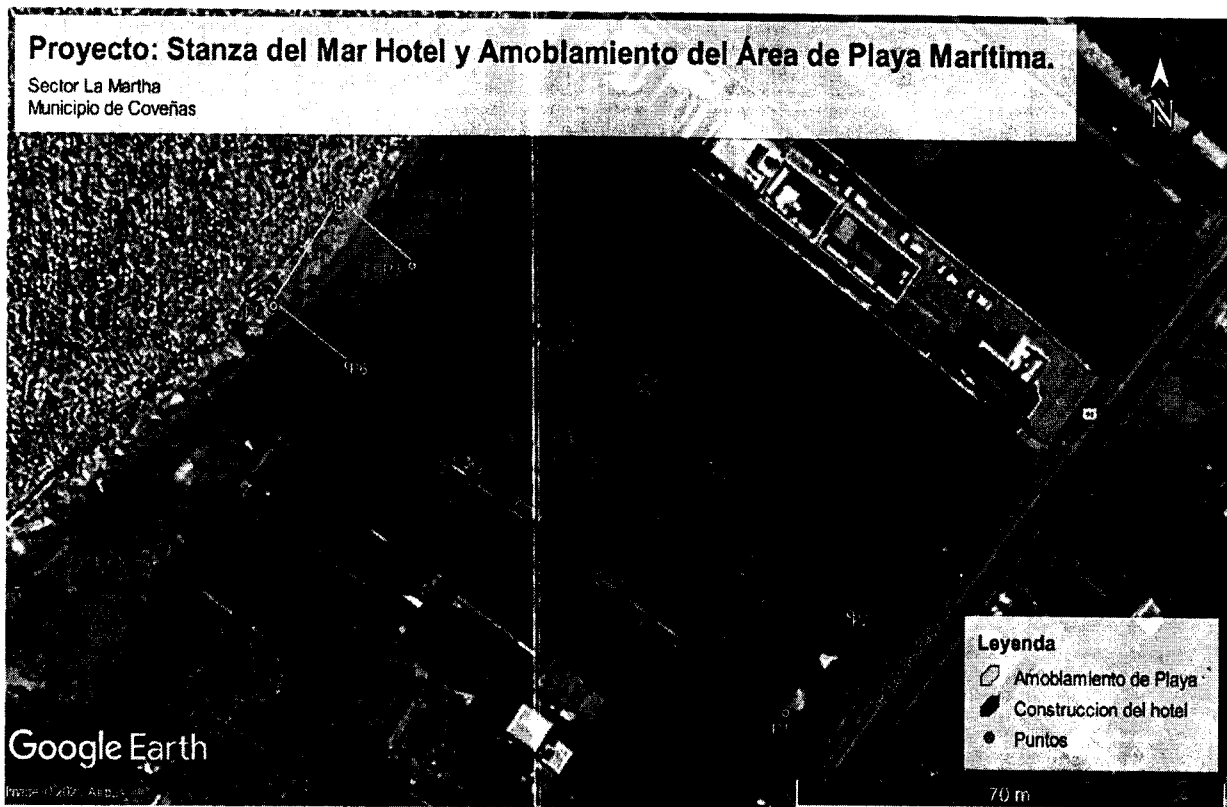 Proyecto: Stanza del Mar Hotel y Amoblamiento del Área de Playa Marítima.
Sector La Martha
Municipio de Coveñas
N
Leyenda
Amoblamiento de Playa
Construccion del hotel
Puntos
Google Earth
70 m